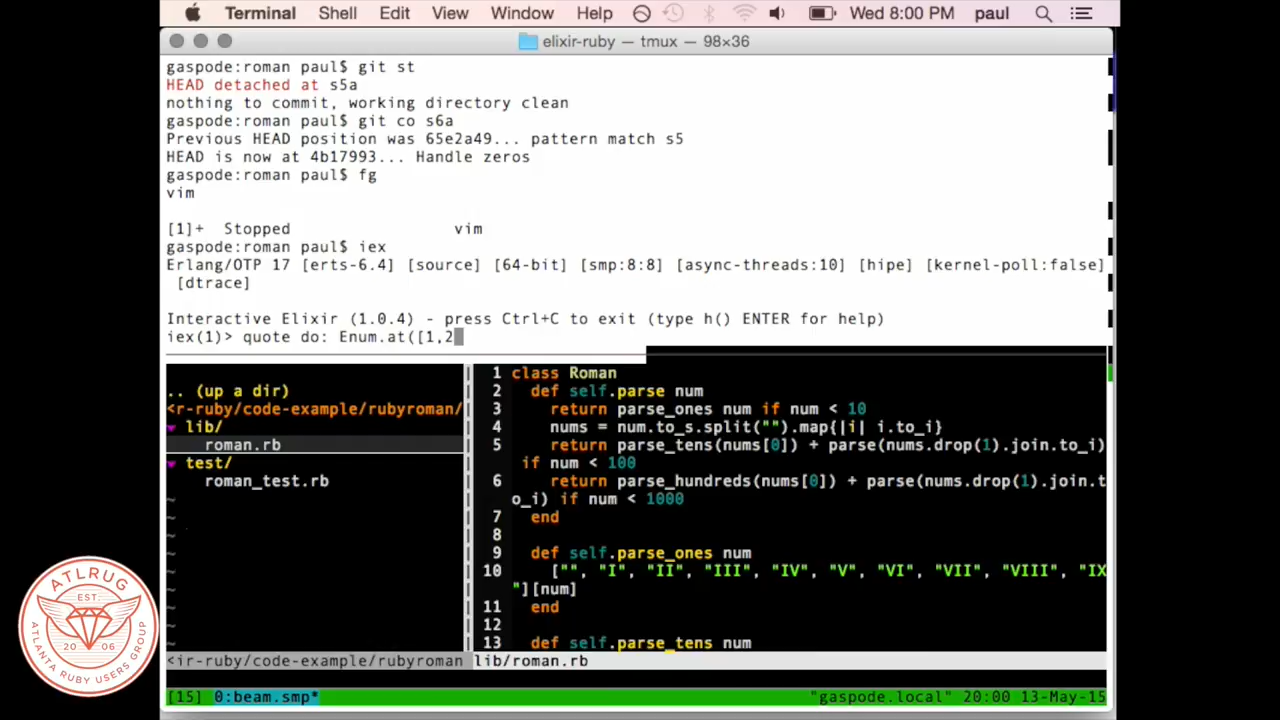 Terminal Shell Edit View Window Help Wed 8:00 PM paul
elixir-ruby — tmux — 98×36
gaspode:roman paul$ git st
HEAD detached at s5a
nothing to commit, working directory clean
gaspode:roman paul$ git co s6a
Previous HEAD position was 65e2a49... pattern match s5
HEAD is now at 4b17993... Handle zeros
gaspode:roman paul$ fg
vim
[1]+  Stopped                 vim
gaspode:roman paul$ iex
Erlang/OTP 17 [erts-6.4] [source] [64-bit] [smp:8:8] [async-threads:10] [hipe] [kernel-poll:false]
 [dtrace]
Interactive Elixir (1.0.4) - press Ctrl+C to exit (type h() ENTER for help)
iex(1)> quote do: Enum.at([1,2
.. (up a dir)
<r-ruby/code-example/rubyroman/
▼ lib/
roman.rb
▼ test/
roman_test.rb
~
~
~
~
~
~
~
~
~
<ir-ruby/code-example/rubyroman
1 class Roman
2   def self.parse num
3     return parse_ones num if num < 10
4     nums = num.to_s.split("").map{|i| i.to_i}
5     return parse_tens(nums[0]) + parse(nums.drop(1).join.to_i)
 if num < 100
6     return parse_hundreds(nums[0]) + parse(nums.drop(1).join.t
o_i) if num < 1000
7   end
8
9   def self.parse_ones num
10     ["", "I", "II", "III", "IV", "V", "VI", "VII", "VIII", "IX
"][num]
11   end
12
13   def self.parse_tens num
lib/roman.rb
[15] 0:beam.smp* "gaspode.local" 20:00 13-May-15
ATLRUG
EST.
20 06
ATLANTA RUBY USERS GROUP